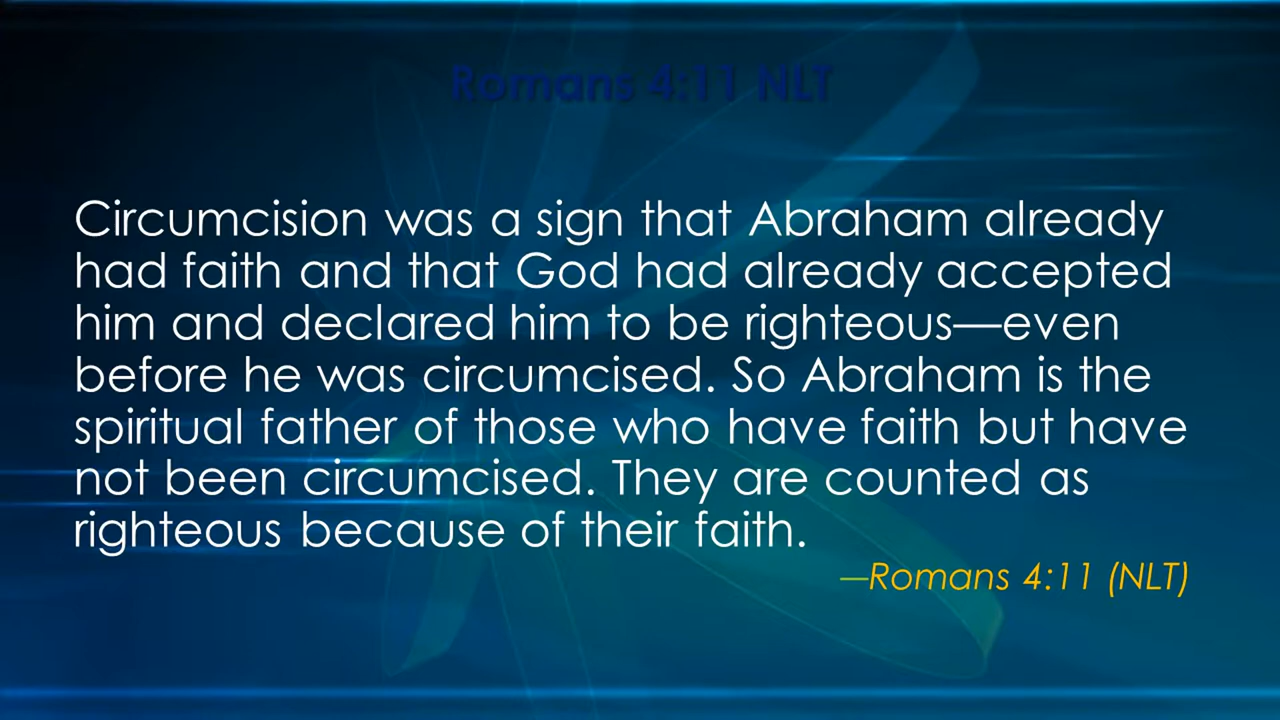 Romans 4:11 NLT
Circumcision was a sign that Abraham already
had faith and that God had already accepted
him and declared him to be righteous—even
before he was circumcised. So Abraham is the
spiritual father of those who have faith but have
not been circumcised. They are counted as
righteous because of their faith.
—Romans 4:11 (NLT)